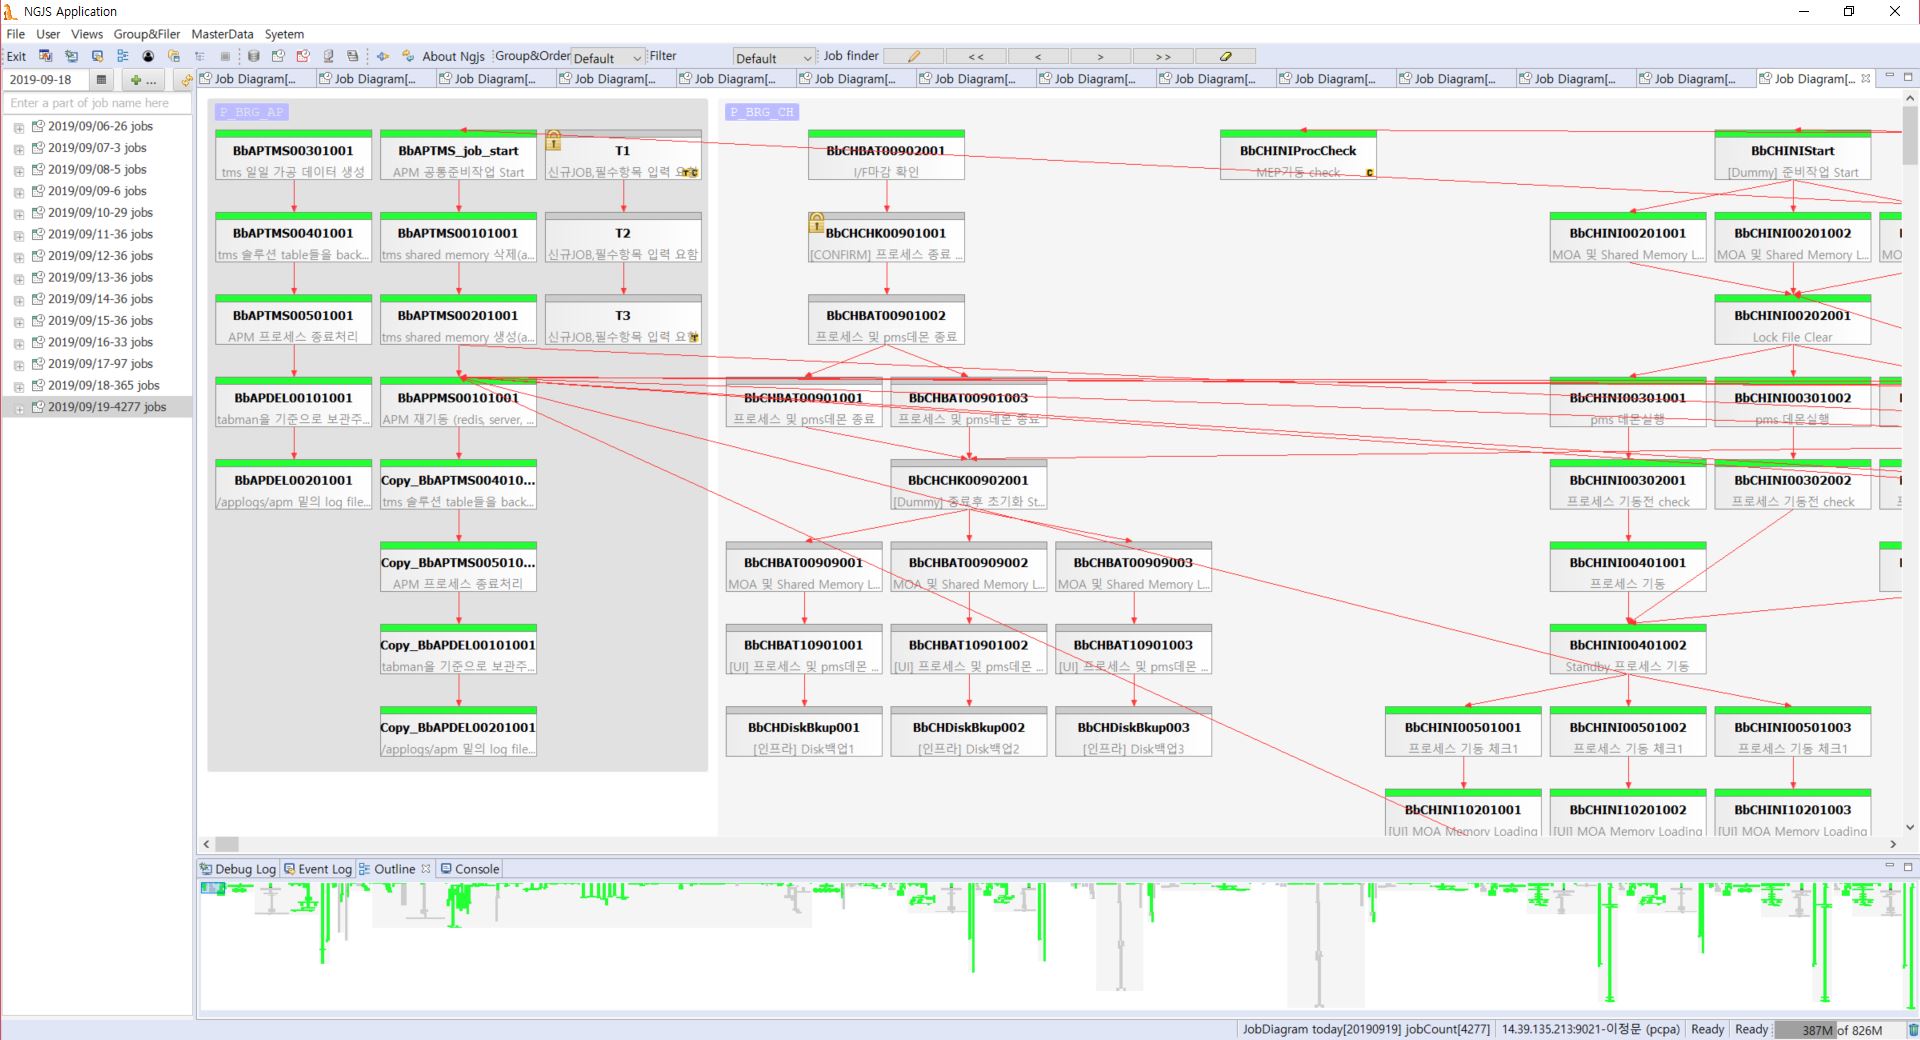 NGJS Application
File User Views Group&Filer MasterData Syetem
Exit About Ngjs Group&Order Default Filter Default Job finder << < > >>
2019-09-18 ...
Job Diagram[... Job Diagram[... Job Diagram[... Job Diagram[... Job Diagram[... Job Diagram[... Job Diagram[... Job Diagram[... Job Diagram[... Job Diagram[... Job Diagram[... Job Diagram[... Job Diagram[... Job Diagram[...
Enter a part of job name here
2019/09/06-26 jobs
2019/09/07-3 jobs
2019/09/08-5 jobs
2019/09/09-6 jobs
2019/09/10-29 jobs
2019/09/11-36 jobs
2019/09/12-36 jobs
2019/09/13-36 jobs
2019/09/14-36 jobs
2019/09/15-36 jobs
2019/09/16-33 jobs
2019/09/17-97 jobs
2019/09/18-365 jobs
2019/09/19-4277 jobs
P_BRG_AP P_BRG_CH
BbAPTMS00301001 BbAPTMS_job_start T1 BbCHBAT00902001 BbCHINIProcCheck BbCHINIStart
tms 일일 가공 데이터 생성 APM 공통준비작업 Start 신규JOB,필수항목 입력 요 I/F마감 확인 MEP기동 check [Dummy] 준비작업 Start
BbAPTMS00401001 BbAPTMS00101001 T2 BbCHCHK00901001 BbCHINI00201001 BbCHINI00201002
tms 솔루션 table들을 back... tms shared memory 삭제(a... 신규JOB,필수항목 입력 요함 [CONFIRM] 프로세스 종료 ... MOA 및 Shared Memory L... MOA 및 Shared Memory L... MO
BbAPTMS00501001 BbAPTMS00201001 T3 BbCHBAT00901002 BbCHINI00202001
APM 프로세스 종료처리 tms shared memory 생성(a... 신규JOB,필수항목 입력 요함 프로세스 및 pms데몬 종료 Lock File Clear
BbAPDEL00101001 BbAPPMS00101001 BbCHBAT00901001 BbCHBAT00901003 BbCHINI00301001 BbCHINI00301002
tabman을 기준으로 보관주... APM 재기동 (redis, server, ... 프로세스 및 pms데몬 종료 프로세스 및 pms데몬 종료 pms 데몬실행 pms 데몬실행
BbAPDEL00201001 Copy_BbAPTMS004010... BbCHCHK00902001 BbCHINI00302001 BbCHINI00302002
/applogs/apm 밑의 log file... tms 솔루션 table들을 back... [Dummy] 종료후 초기화 St... 프로세스 기동전 check 프로세스 기동전 check
Copy_BbAPTMS005010... BbCHBAT00909001 BbCHBAT00909002 BbCHBAT00909003 BbCHINI00401001
APM 프로세스 종료처리 MOA 및 Shared Memory L... MOA 및 Shared Memory L... MOA 및 Shared Memory L... 프로세스 기동
Copy_BbAPDEL00101001 BbCHBAT10901001 BbCHBAT10901002 BbCHBAT10901003 BbCHINI00401002
tabman을 기준으로 보관주... [UI] 프로세스 및 pms데몬 ... [UI] 프로세스 및 pms데몬 ... [UI] 프로세스 및 pms데몬 ... Standby 프로세스 기동
Copy_BbAPDEL00201001 BbCHDiskBkup001 BbCHDiskBkup002 BbCHDiskBkup003 BbCHINI00501001 BbCHINI00501002 BbCHINI00501003
/applogs/apm 밑의 log file... [인프라] Disk백업1 [인프라] Disk백업2 [인프라] Disk백업3 프로세스 기동 체크1 프로세스 기동 체크1 프로세스 기동 체크1
BbCHINI10201001 BbCHINI10201002 BbCHINI10201003
[UI] MOA Memory Loading [UI] MOA Memory Loading [UI] MOA Memory Loading
Debug Log Event Log Outline Console
JobDiagram today[20190919] jobCount[4277] 14.39.135.213:9021-이정문 (pcpa) Ready Ready 387M of 826M